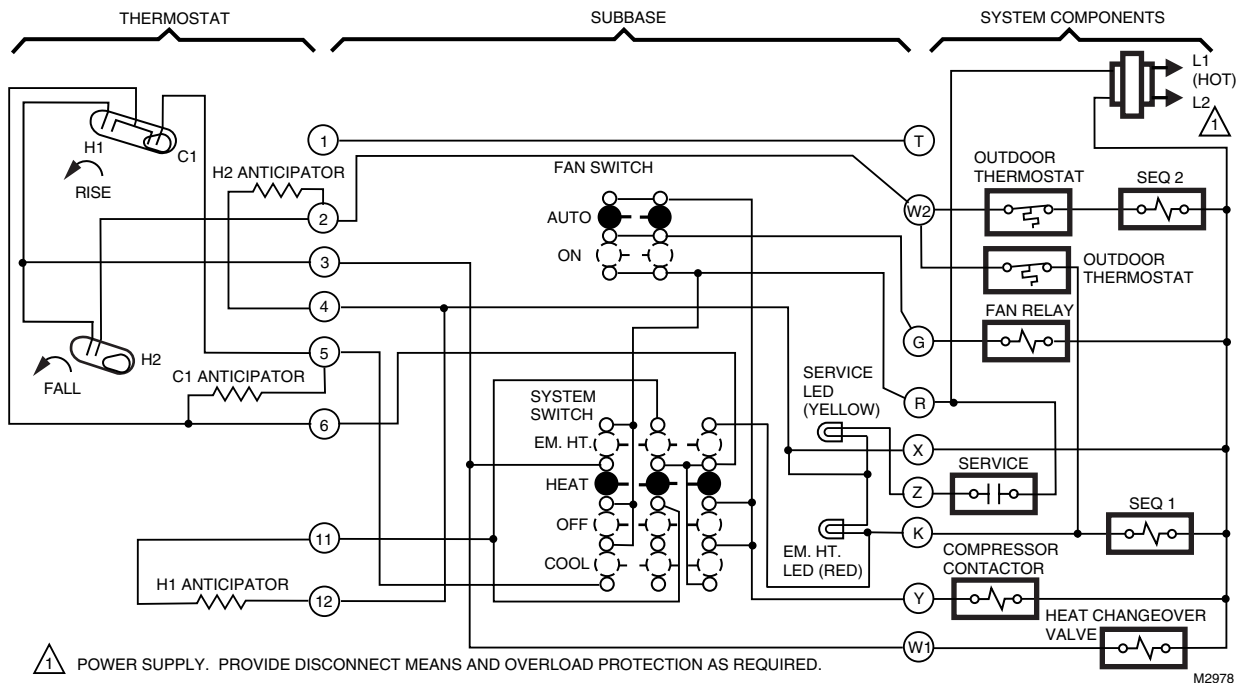 THERMOSTAT
SUBBASE
SYSTEM COMPONENTS
L1
(HOT)
L2
1
H1
C1
RISE
1
T
H2 ANTICIPATOR
FAN SWITCH
OUTDOOR
THERMOSTAT
SEQ 2
2
AUTO
W2
ON
3
OUTDOOR
THERMOSTAT
4
FAN RELAY
G
H2
FALL
5
C1 ANTICIPATOR
SERVICE
LED
(YELLOW)
SYSTEM
SWITCH
R
6
EM. HT.
X
SERVICE
HEAT
Z
SEQ 1
OFF
11
K
COOL
EM. HT.
LED (RED)
COMPRESSOR
CONTACTOR
H1 ANTICIPATOR
12
Y
HEAT CHANGEOVER
VALVE
W1
1 POWER SUPPLY. PROVIDE DISCONNECT MEANS AND OVERLOAD PROTECTION AS REQUIRED.
M2978